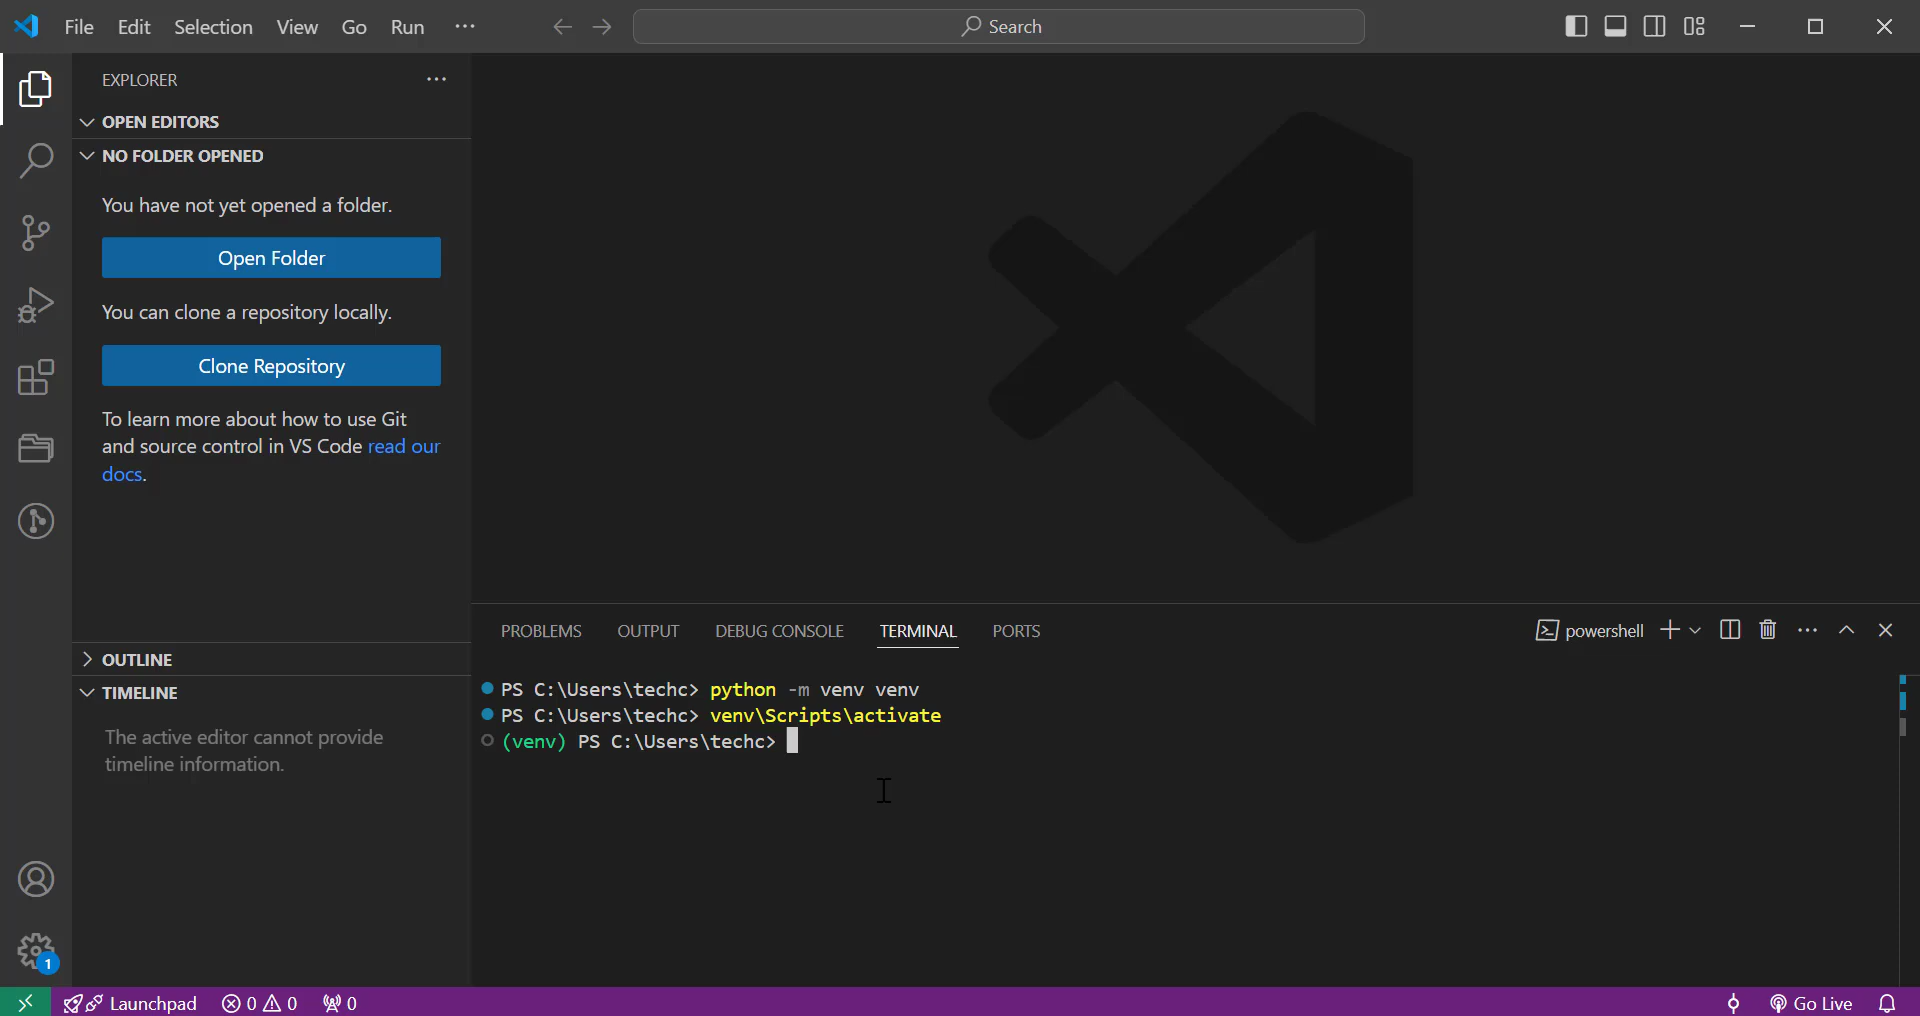 File Edit Selection View Go Run ··· Search
EXPLORER ···
OPEN EDITORS
NO FOLDER OPENED
You have not yet opened a folder.
Open Folder
You can clone a repository locally.
Clone Repository
To learn more about how to use Git
and source control in VS Code read our
docs.
OUTLINE
TIMELINE
The active editor cannot provide
timeline information.
PROBLEMS OUTPUT DEBUG CONSOLE TERMINAL PORTS powershell
PS C:\Users\techc> python -m venv venv
PS C:\Users\techc> venv\Scripts\activate
(venv) PS C:\Users\techc>
1
Launchpad 0 0 0 Go Live